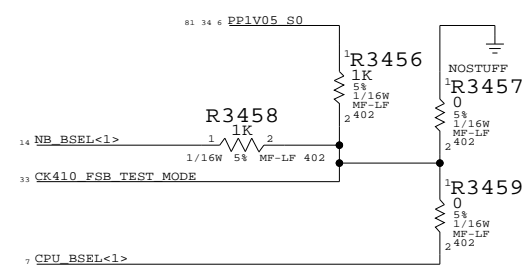 81 34 6 PP1V05_S0
1 R3456
1K
5%
1/16W
MF-LF
2 402
NOSTUFF
1 R3457
0
5%
1/16W
MF-LF
2 402
R3458
1K
14 NB_BSEL<1> 1 2
1/16W 5% MF-LF 402
33 CK410_FSB_TEST_MODE
1 R3459
0
5%
1/16W
MF-LF
2 402
7 CPU_BSEL<1>